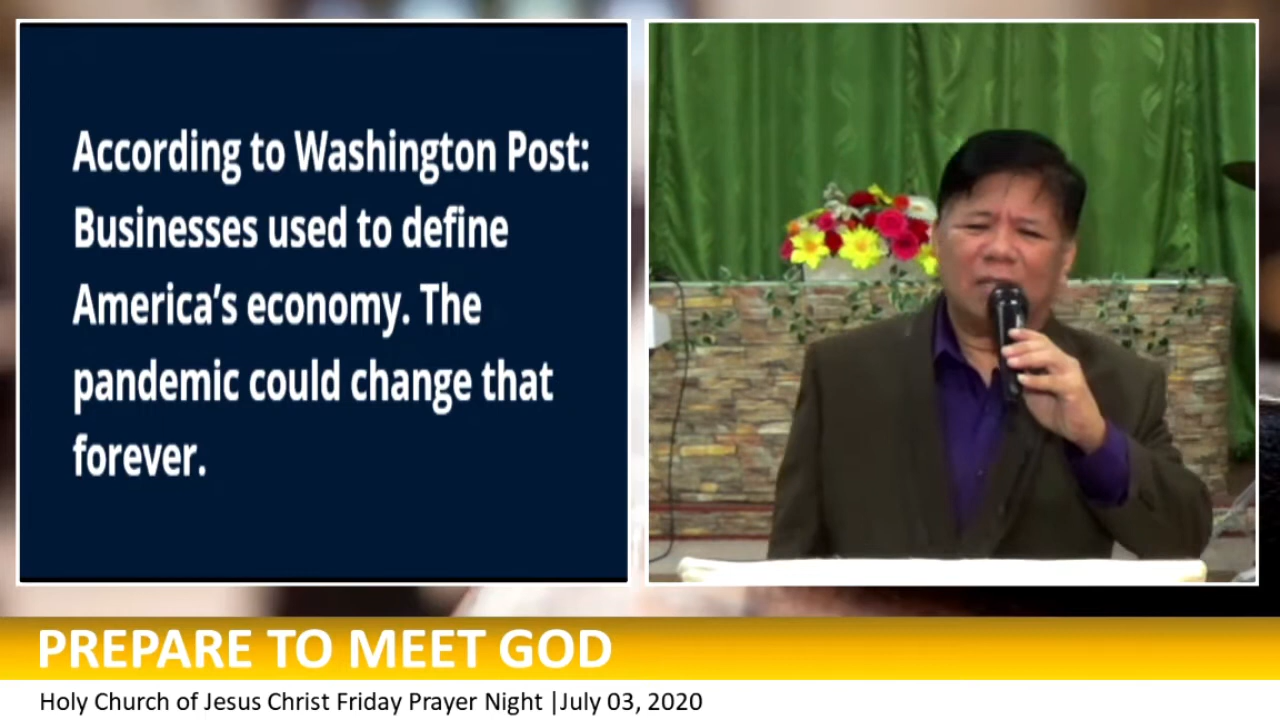 According to Washington Post:
Businesses used to define
America’s economy. The
pandemic could change that
forever.
PREPARE TO MEET GOD
Holy Church of Jesus Christ Friday Prayer Night |July 03, 2020